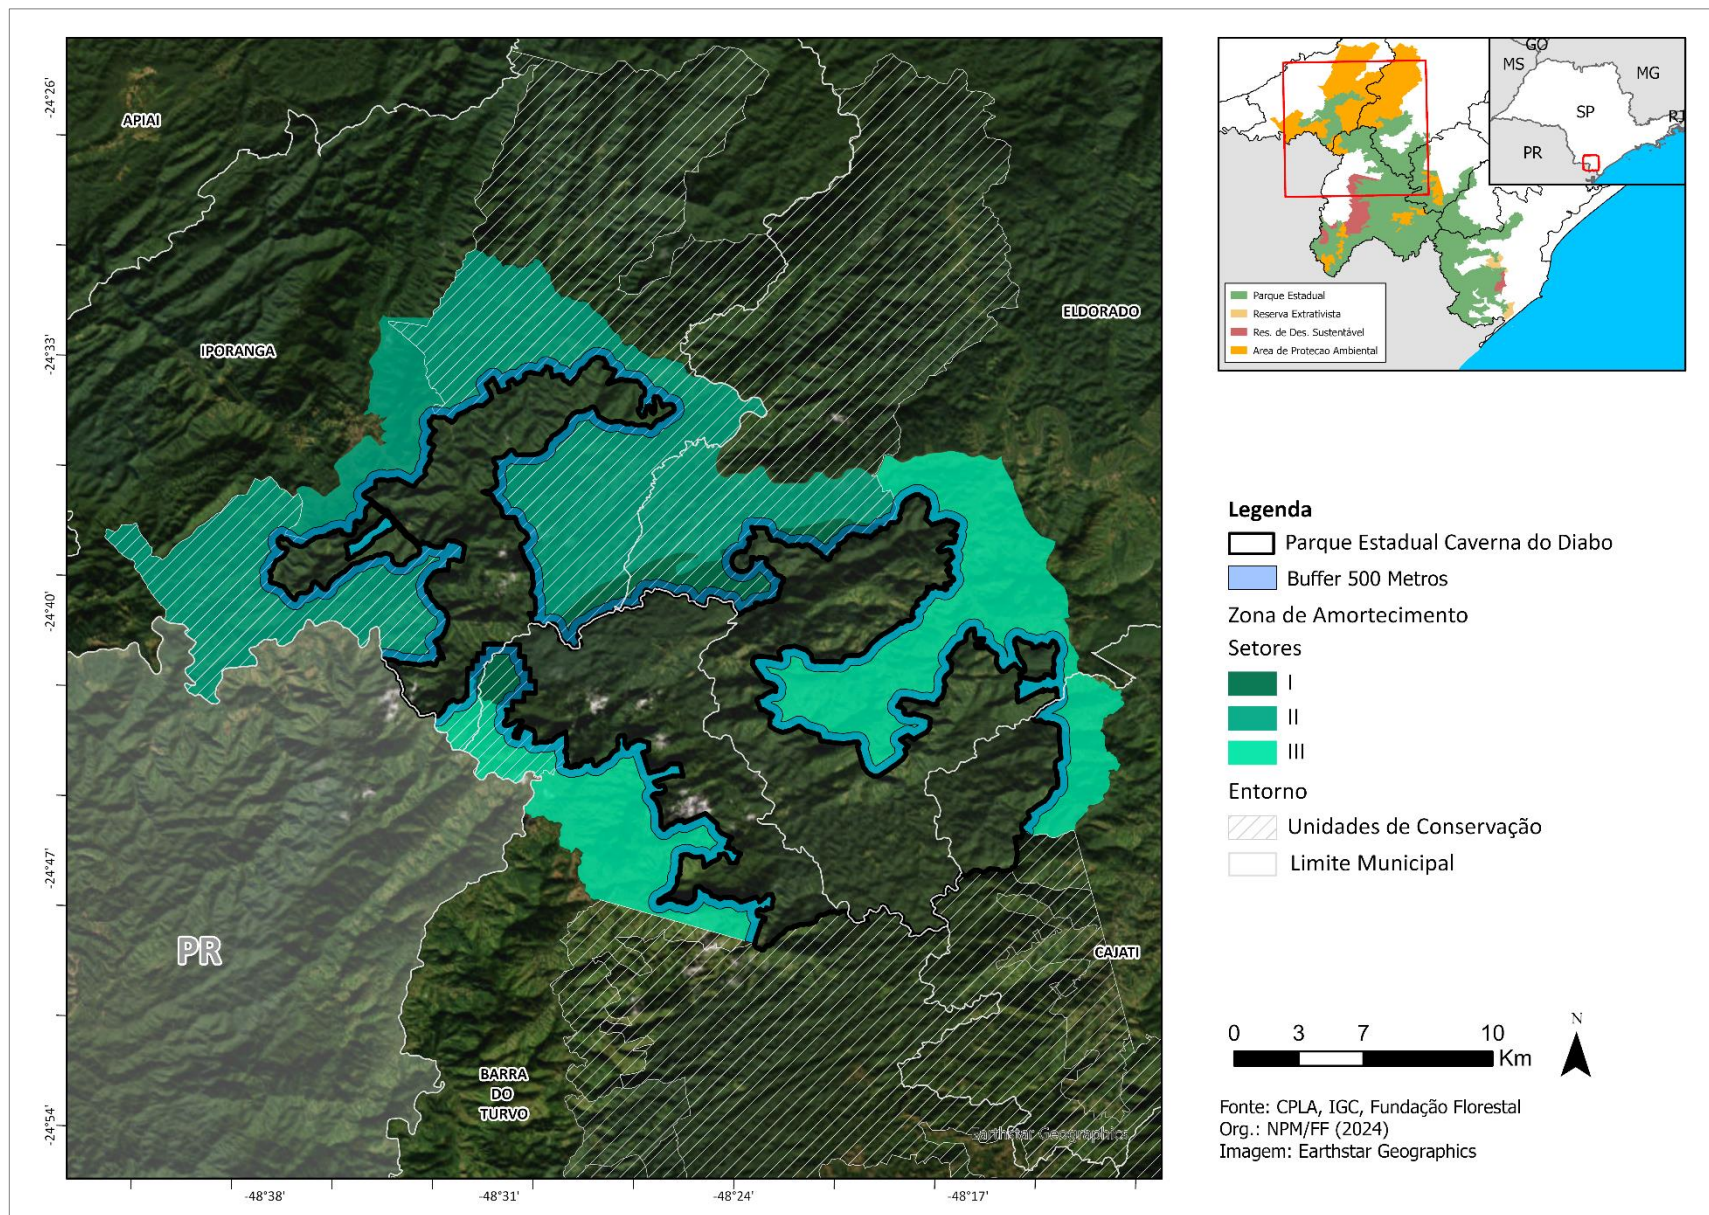 -24°26'
-24°33'
-24°40'
-24°47'
-24°54'
-48°38'
-48°31'
-48°24'
-48°17'
APIAI
IPORANGA
ELDORADO
PR
BARRA
DO
TURVO
CAJATI
Earthstar Geographics
GO
MS
MG
SP
RJ
PR
Parque Estadual
Reserva Extrativista
Res. de Des. Sustentável
Area de Protecao Ambiental
Legenda
Parque Estadual Caverna do Diabo
Buffer 500 Metros
Zona de Amortecimento
Setores
I
II
III
Entorno
Unidades de Conservação
Limite Municipal
0 3 7 10
Km
N
Fonte: CPLA, IGC, Fundação Florestal
Org.: NPM/FF (2024)
Imagem: Earthstar Geographics